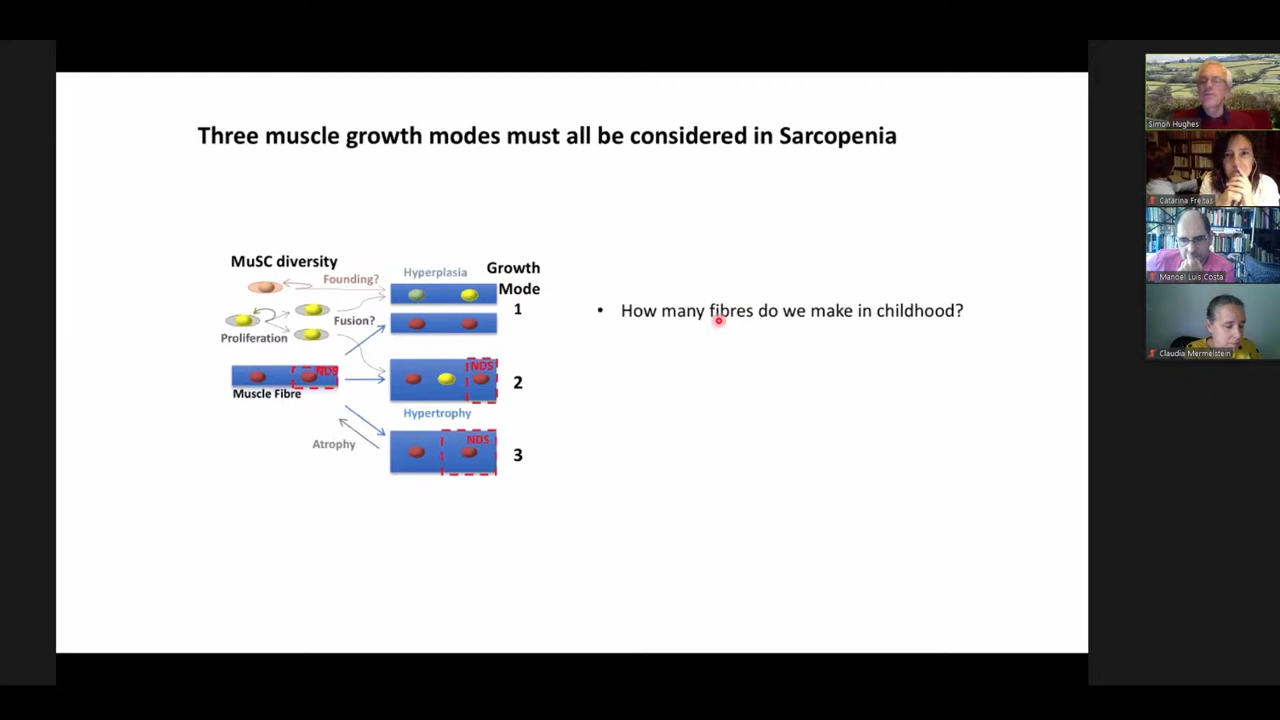 Three muscle growth modes must all be considered in Sarcopenia
MuSC diversity
Founding?
Proliferation
Fusion?
NDS
Muscle Fibre
Atrophy
Hyperplasia
Growth
Mode
1
NDS
2
Hypertrophy
NDS
3
• How many fibres do we make in childhood?
Simon Hughes
Catarina Freitas
Manoel Luis Costa
Claudia Mermelstein